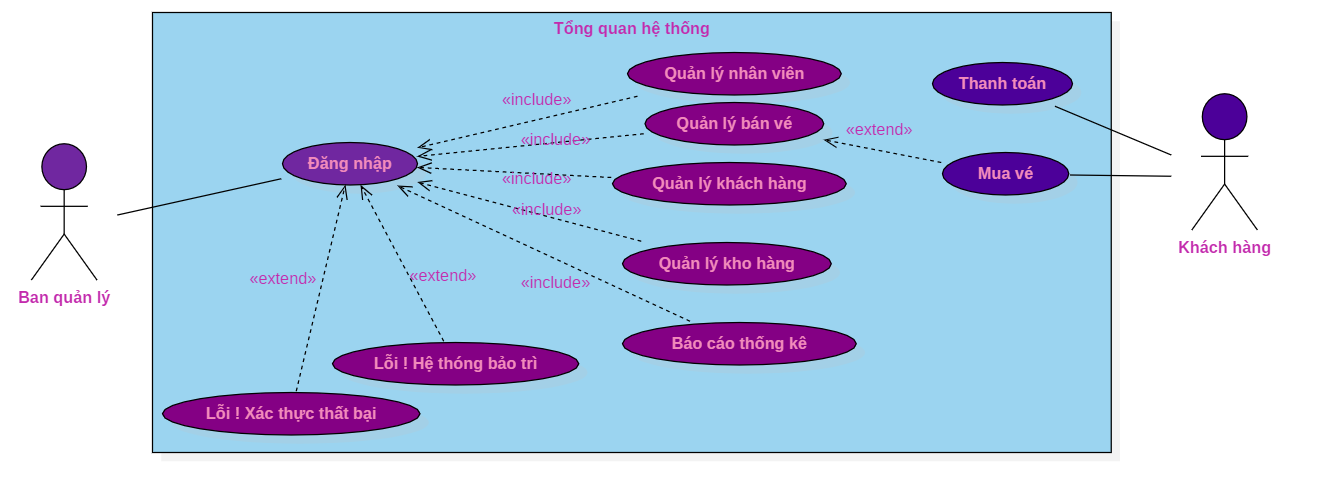 Tổng quan hệ thống
Quản lý nhân viên
Thanh toán
«include»
Quản lý bán vé
«extend»
«include»
Đăng nhập
Mua vé
«include»
Quản lý khách hàng
«include»
Khách hàng
Quản lý kho hàng
«extend»
«extend»
«include»
Ban quản lý
Báo cáo thống kê
Lỗi ! Hệ thóng bảo trì
Lỗi ! Xác thực thất bại